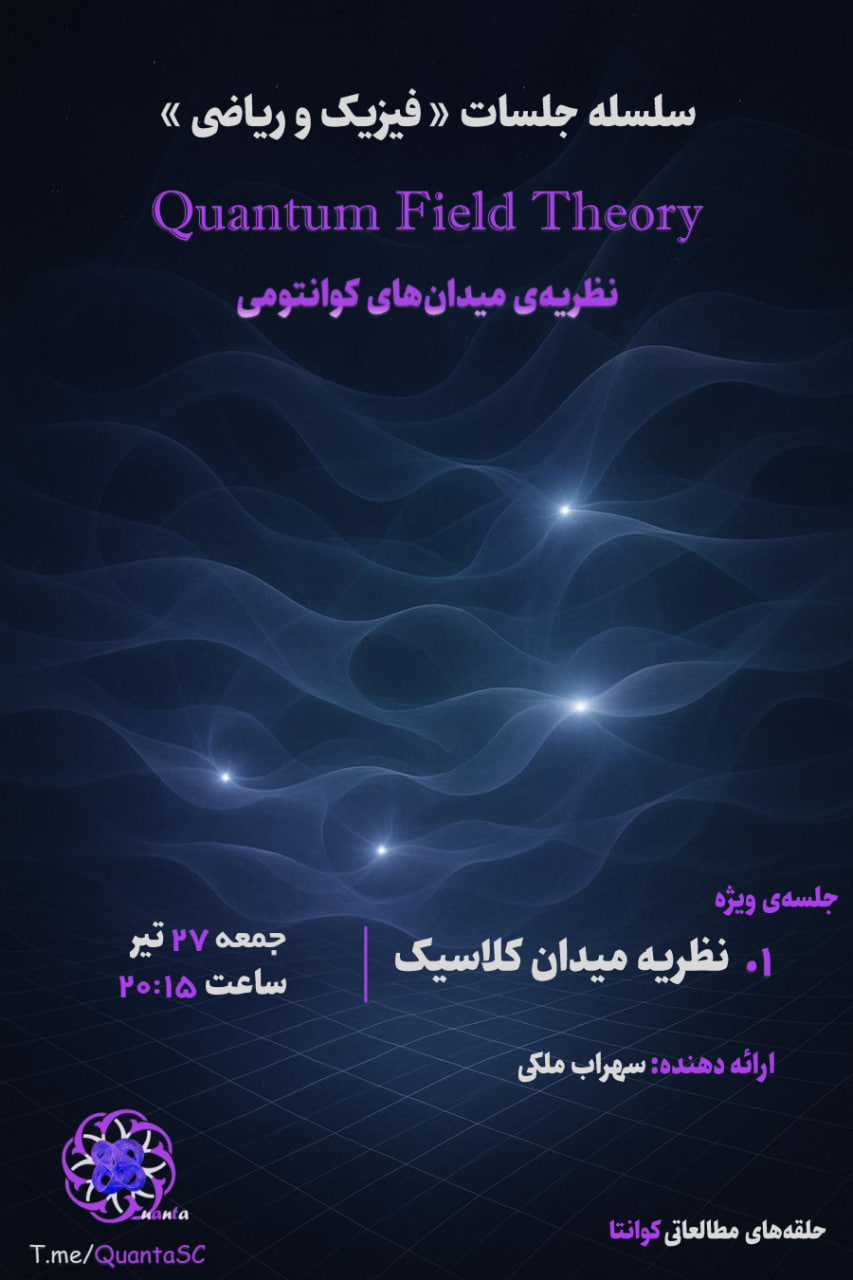 سلسله جلسات « فیزیک و ریاضی »
Quantum Field Theory
نظریه‌ی میدان‌های کوانتومی
جلسه‌ی ویژه
۰۱ نظریه میدان کلاسیک
جمعه ۲۷ تیر
ساعت ۲۰:۱۵
ارائه دهنده: سهراب ملکی
uanta
حلقه‌های مطالعاتی کوانتا
T.me/QuantaSC